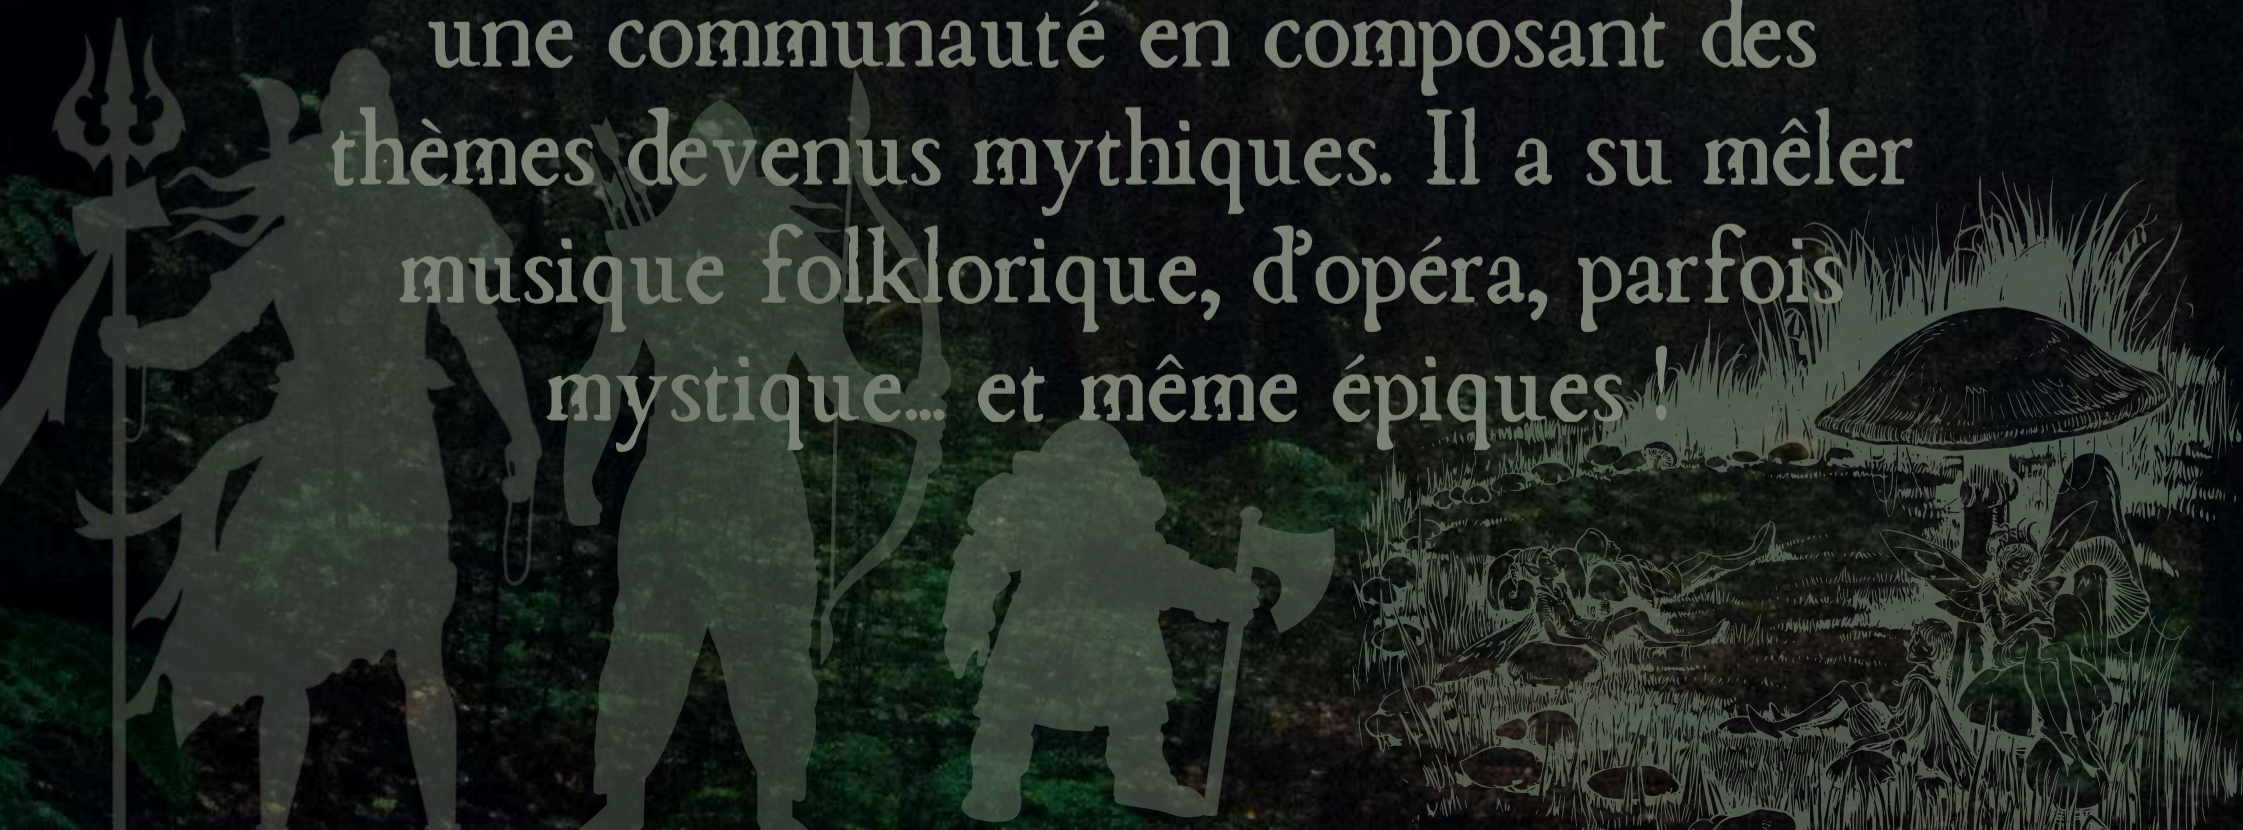 une communauté en composant des
thèmes devenus mythiques. Il a su mêler
musique folklorique, d'opéra, parfois
mystique... et même épiques !